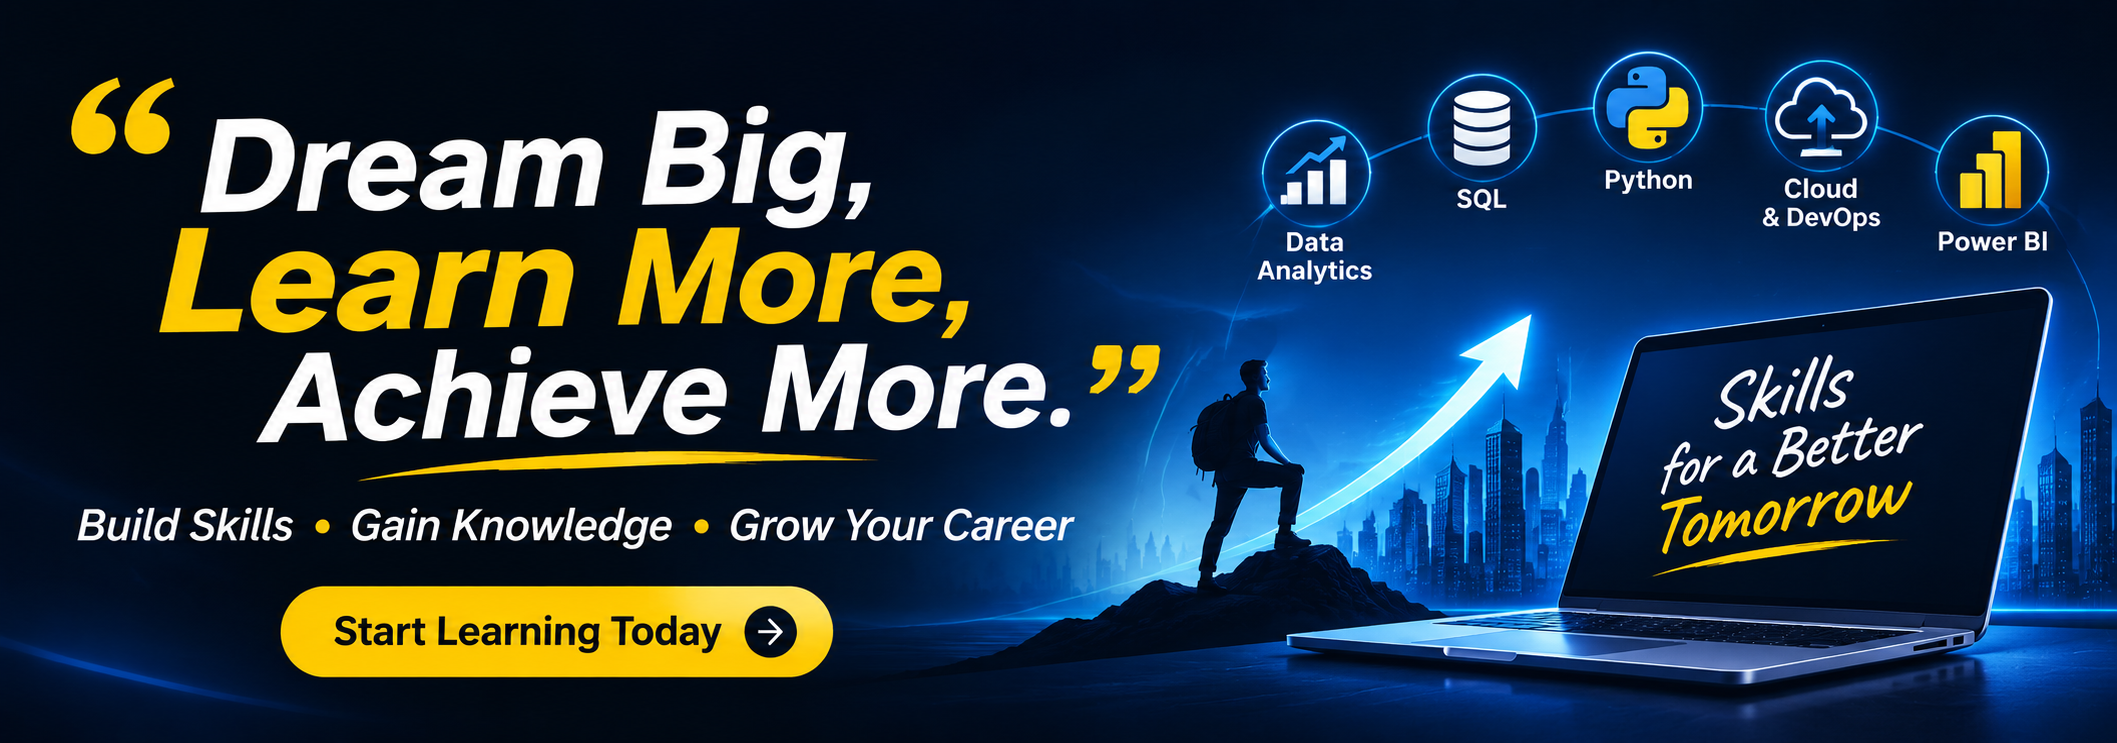 “Dream Big,
Learn More,
Achieve More.”
Build Skills • Gain Knowledge • Grow Your Career
Start Learning Today
Data
Analytics
SQL
Python
Cloud
& DevOps
Power BI
Skills
for a Better
Tomorrow